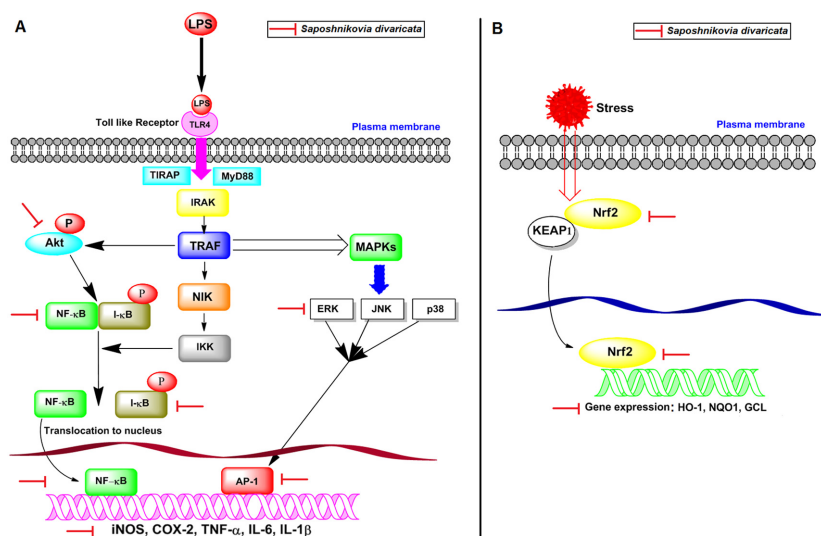 A
LPS
Saposhnikovia divaricata
LPS
Toll like Receptor
TLR4
Plasma membrane
TIRAP
MyD88
IRAK
P
Akt
TRAF
MAPKs
P
NIK
NF-κB
I-κB
ERK
JNK
p38
IKK
P
NF-κB
I-κB
Translocation to nucleus
NF-κB
AP-1
iNOS, COX-2, TNF-α, IL-6, IL-1β
B
Saposhnikovia divaricata
Stress
Plasma membrane
Nrf2
KEAP1
Nrf2
Gene expression: HO-1, NQO1, GCL